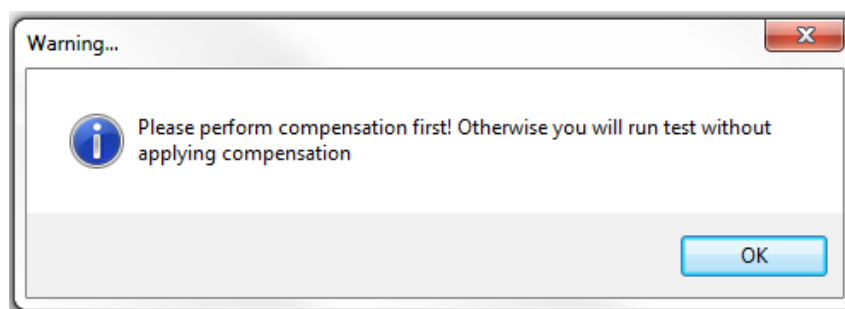 Warning...
Please perform compensation first! Otherwise you will run test without
applying compensation
OK